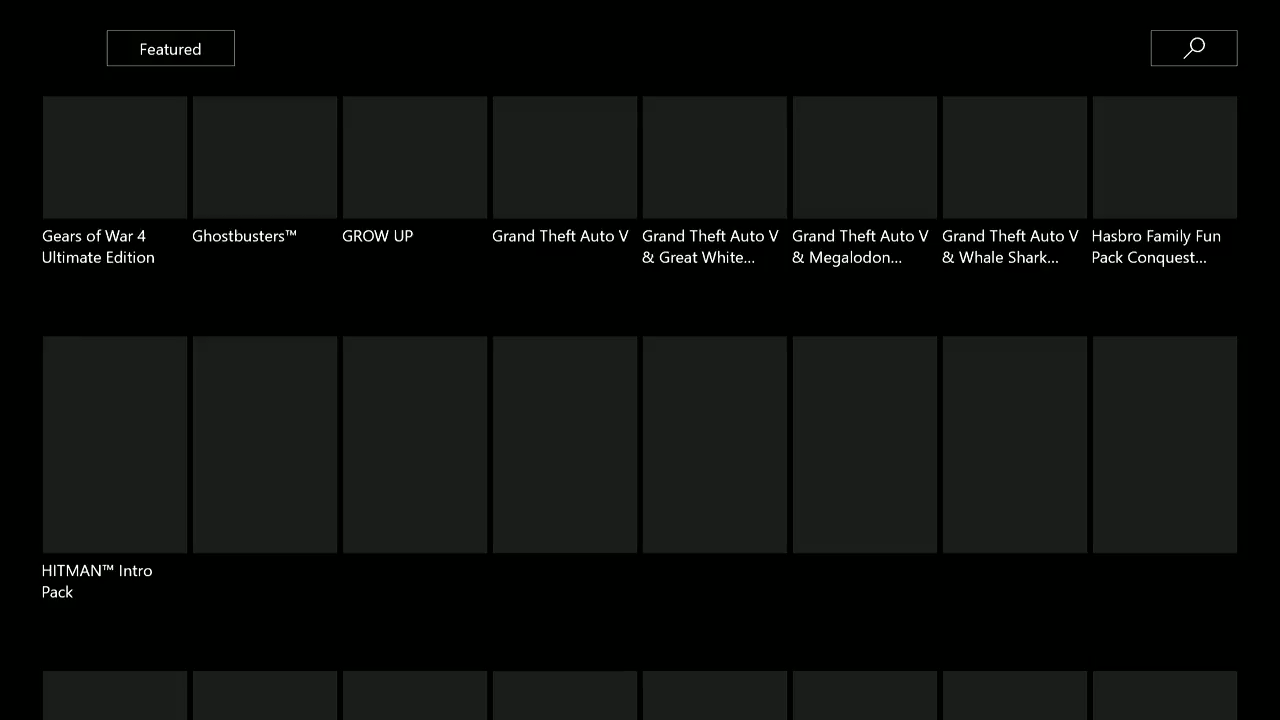 Featured
Gears of War 4
Ultimate Edition
Ghostbusters™
GROW UP
Grand Theft Auto V
Grand Theft Auto V
& Great White...
Grand Theft Auto V
& Megalodon...
Grand Theft Auto V
& Whale Shark...
Hasbro Family Fun
Pack Conquest...
HITMAN™ Intro
Pack